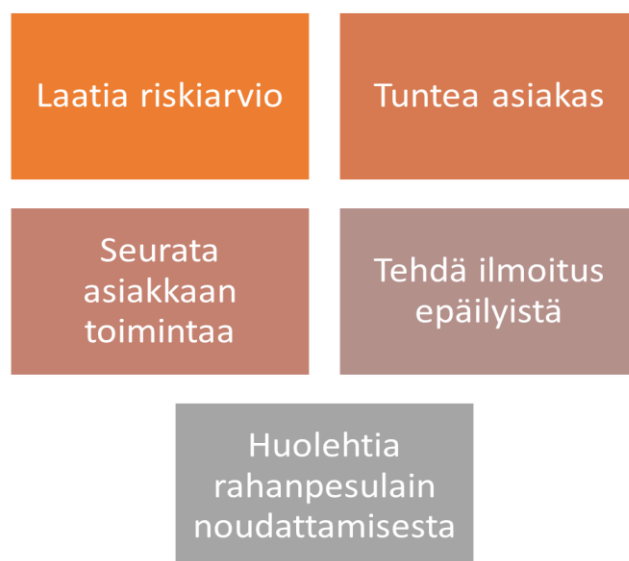 Laatia riskiarvio
Tuntea asiakas
Seurata
asiakkaan
toimintaa
Tehdä ilmoitus
epäilyistä
Huolehtia
rahanpesulain
noudattamisesta